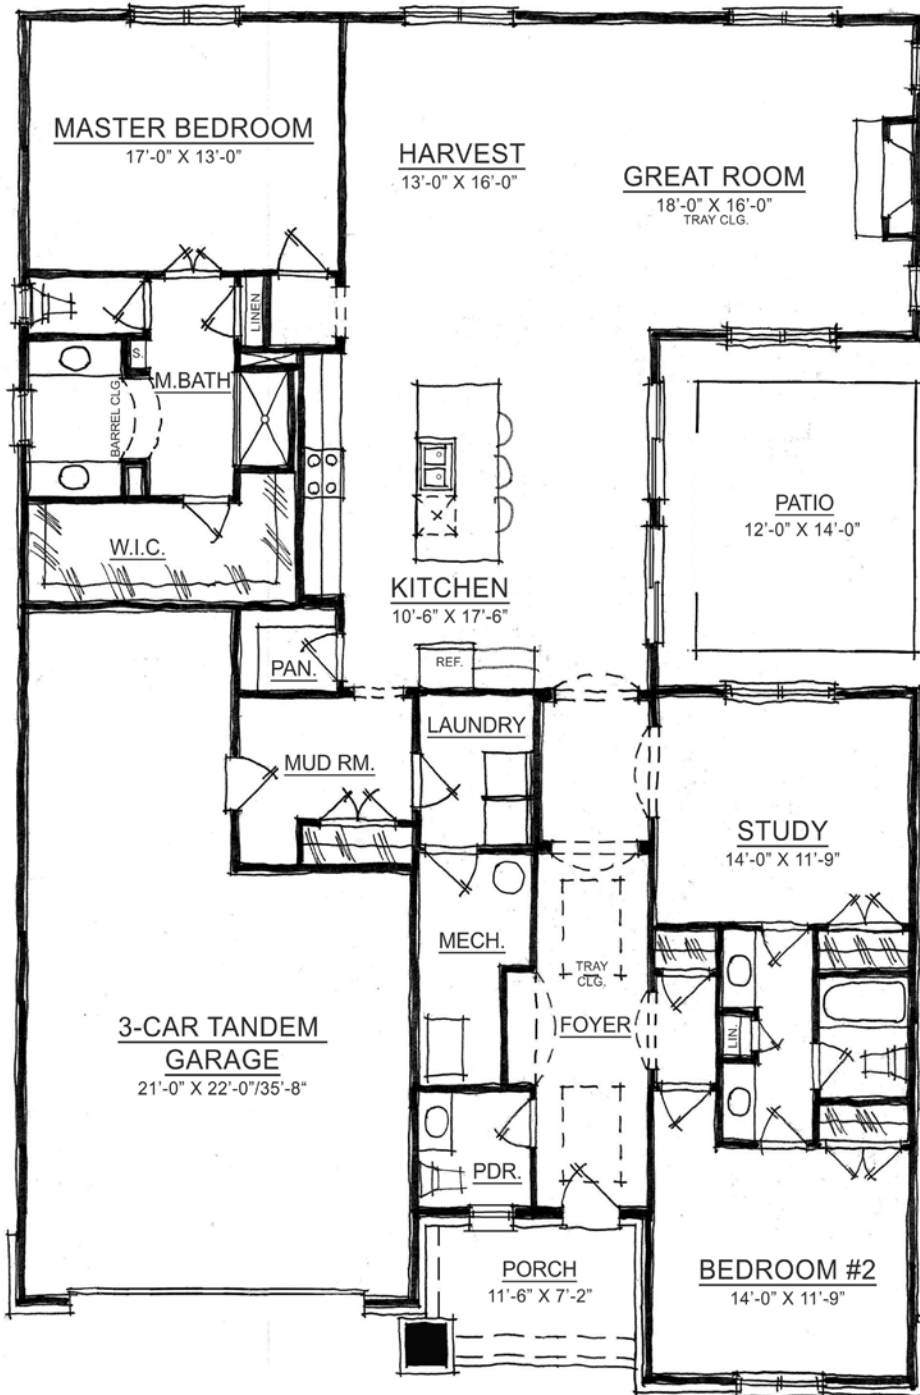 MASTER BEDROOM
17'-0" X 13'-0"
HARVEST
13'-0" X 16'-0"
GREAT ROOM
18'-0" X 16'-0"
TRAY CLG.
LINEN
S.
M.BATH
BARREL CLG.
PATIO
12'-0" X 14'-0"
W.I.C.
KITCHEN
10'-6" X 17'-6"
REF.
PAN.
LAUNDRY
MUD RM.
STUDY
14'-0" X 11'-9"
MECH.
TRAY
CLG.
FOYER
LIN.
3-CAR TANDEM
GARAGE
21'-0" X 22'-0"/35'-8"
PDR.
PORCH
11'-6" X 7'-2"
BEDROOM #2
14'-0" X 11'-9"